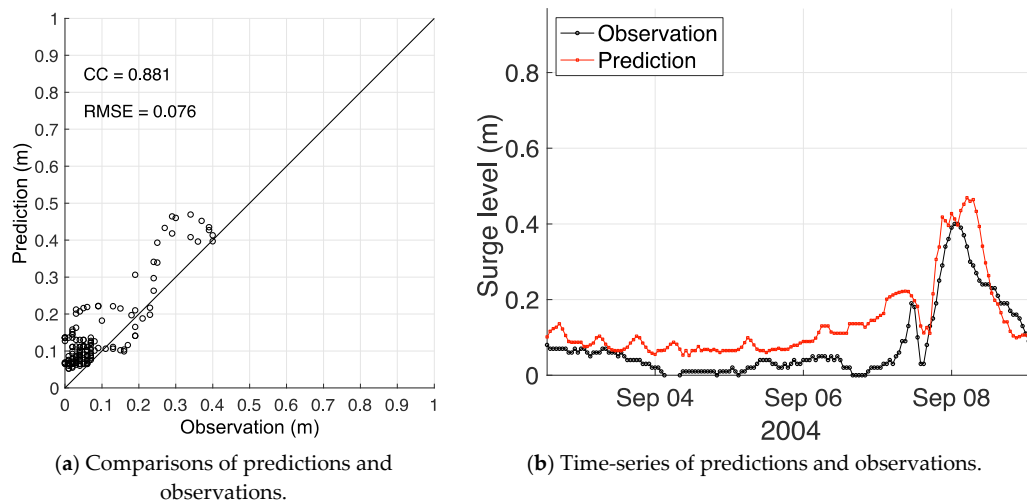 1
0.9
0.8
0.7
0.6
0.5
0.4
0.3
0.2
0.1
0
Prediction (m)
CC = 0.881
RMSE = 0.076
0 0.1 0.2 0.3 0.4 0.5 0.6 0.7 0.8 0.9 1
Observation (m)
(a) Comparisons of predictions and
observations.
Observation
Prediction
0.8
0.6
0.4
0.2
0
Surge level (m)
Sep 04 Sep 06 Sep 08
2004
(b) Time-series of predictions and observations.